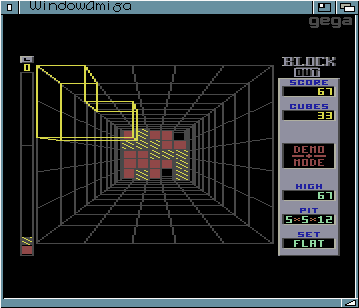 WindowAmiga
gega
0
BLOCK
OUT
SCORE
67
CUBES
33
DEMO
MODE
HIGH
67
PIT
5×5×12
SET
FLAT